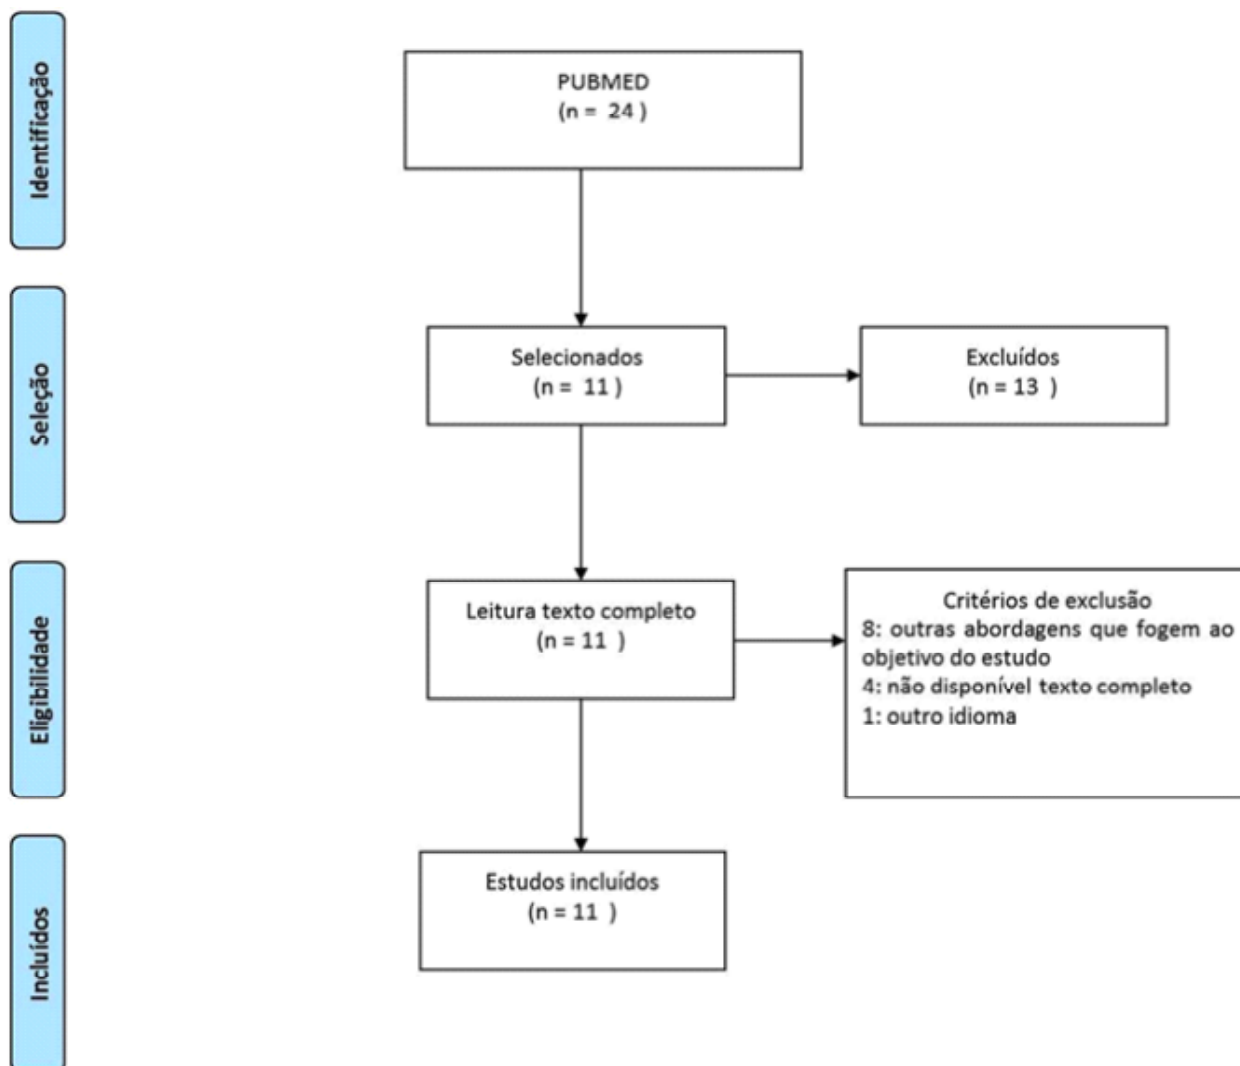 Identificação
PUBMED
(n = 24 )
Seleção
Selecionados
(n = 11 )
Excluídos
(n = 13 )
Eligibilidade
Leitura texto completo
(n = 11 )
Critérios de exclusão
8: outras abordagens que fogem ao
objetivo do estudo
4: não disponível texto completo
1: outro idioma
Incluídos
Estudos incluídos
(n = 11 )